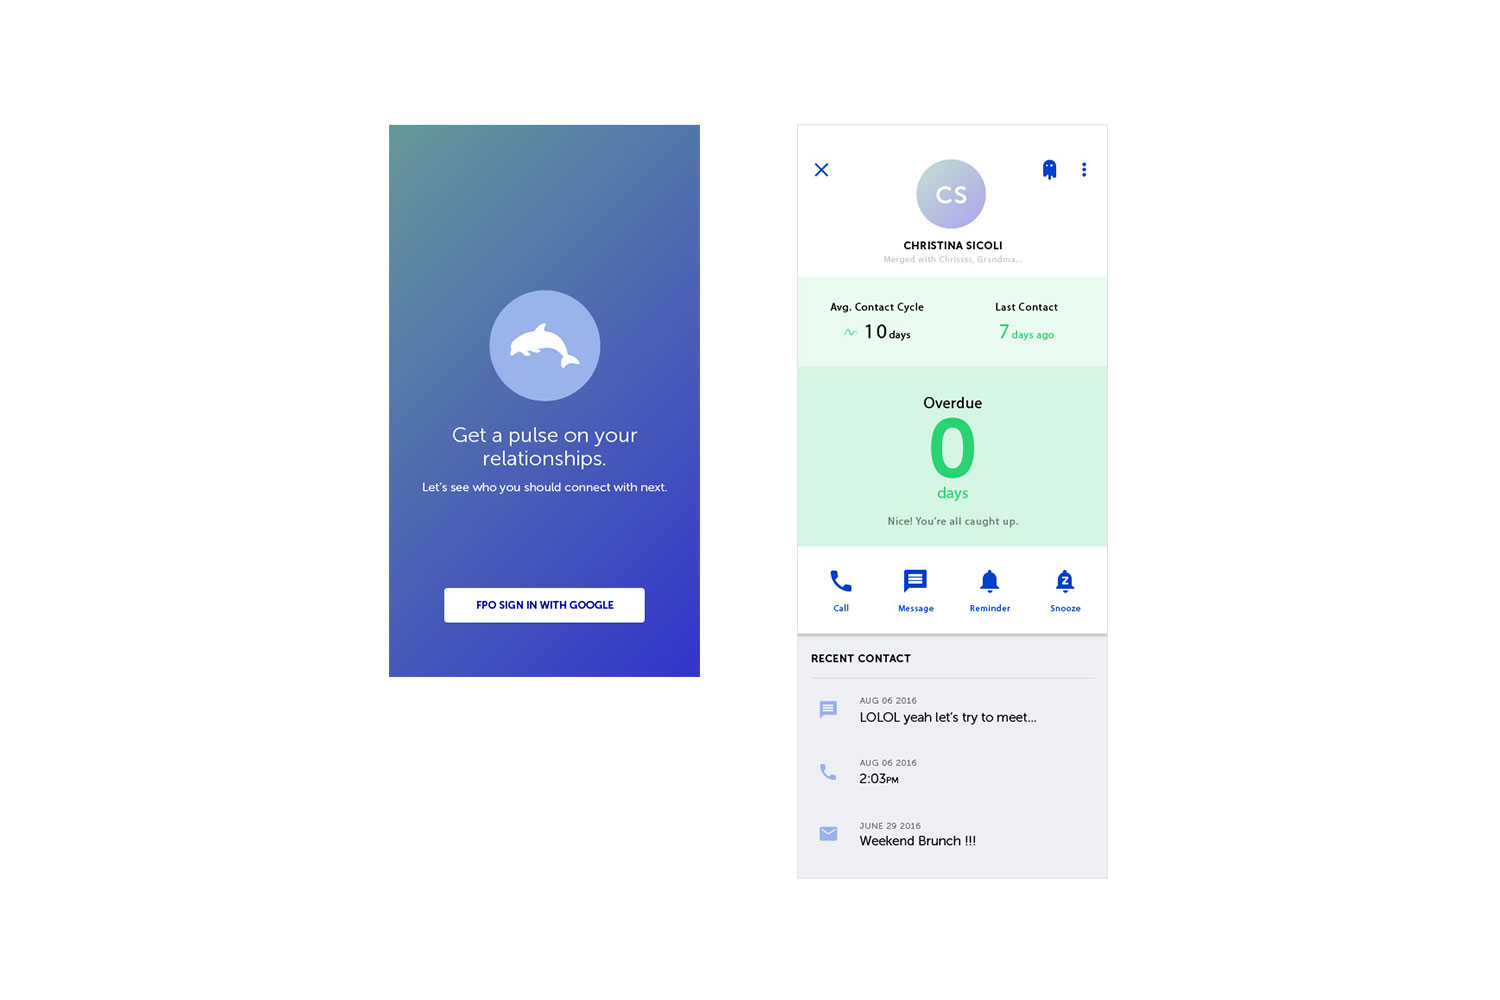 Get a pulse on your
relationships.
Let's see who you should connect with next.
FPO SIGN IN WITH GOOGLE
CS
CHRISTINA SICOLI
Merged with Chrissss, Grandma...
Avg. Contact Cycle
10 days
Last Contact
7 days ago
Overdue
0
days
Nice! You're all caught up.
Call
Message
Reminder
Z
Snooze
RECENT CONTACT
AUG 06 2016
LOLOL yeah let's try to meet...
AUG 06 2016
2:03PM
JUNE 29 2016
Weekend Brunch !!!